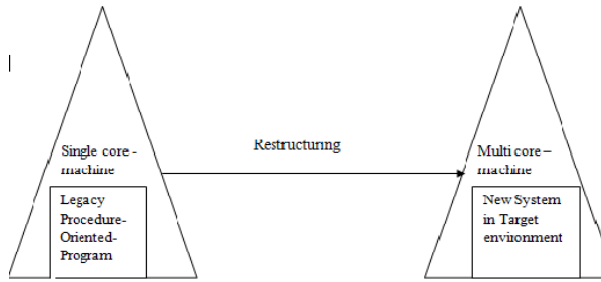 Single core-
machine
Legacy
Procedure-
Oriented-
Program
Restructuring
Multi core–
machine
New System
in Target
environment